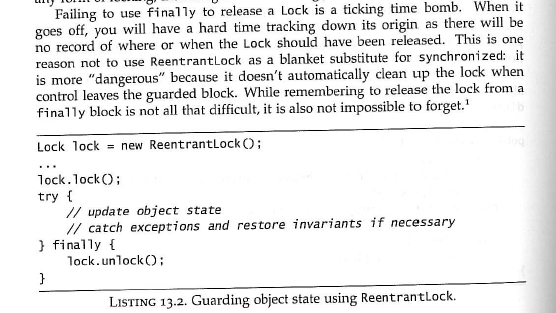 Failing to use finally to release a Lock is a ticking time bomb. When it
goes off, you will have a hard time tracking down its origin as there will be
no record of where or when the Lock should have been released. This is one
reason not to use ReentrantLock as a blanket substitute for synchronized: it
is more “dangerous” because it doesn’t automatically clean up the lock when
control leaves the guarded block. While remembering to release the lock from a
finally block is not all that difficult, it is also not impossible to forget.¹
Lock lock = new ReentrantLock();
...
lock.lock();
try {
// update object state
// catch exceptions and restore invariants if necessary
} finally {
lock.unlock();
}
LISTING 13.2. Guarding object state using ReentrantLock.